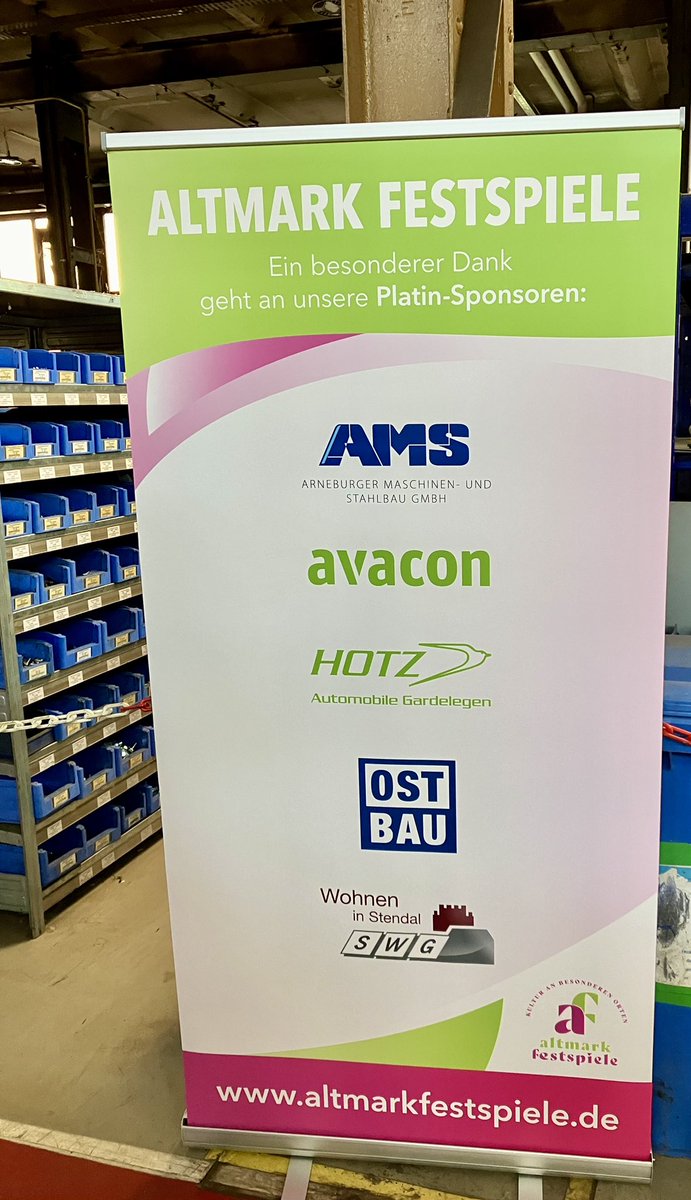 ALTMARK FESTSPIELE
Ein besonderer Dank
geht an unsere Platin-Sponsoren:
AMS
ARNEBURGER MASCHINEN- UND
STAHLBAU GMBH
avacon
HOTZ
Automobile Gardelegen
OST
BAU
Wohnen
in Stendal
SWG
KULTUR AN BESONDEREN ORTEN
af
altmark
festspiele
www.altmarkfestspiele.de